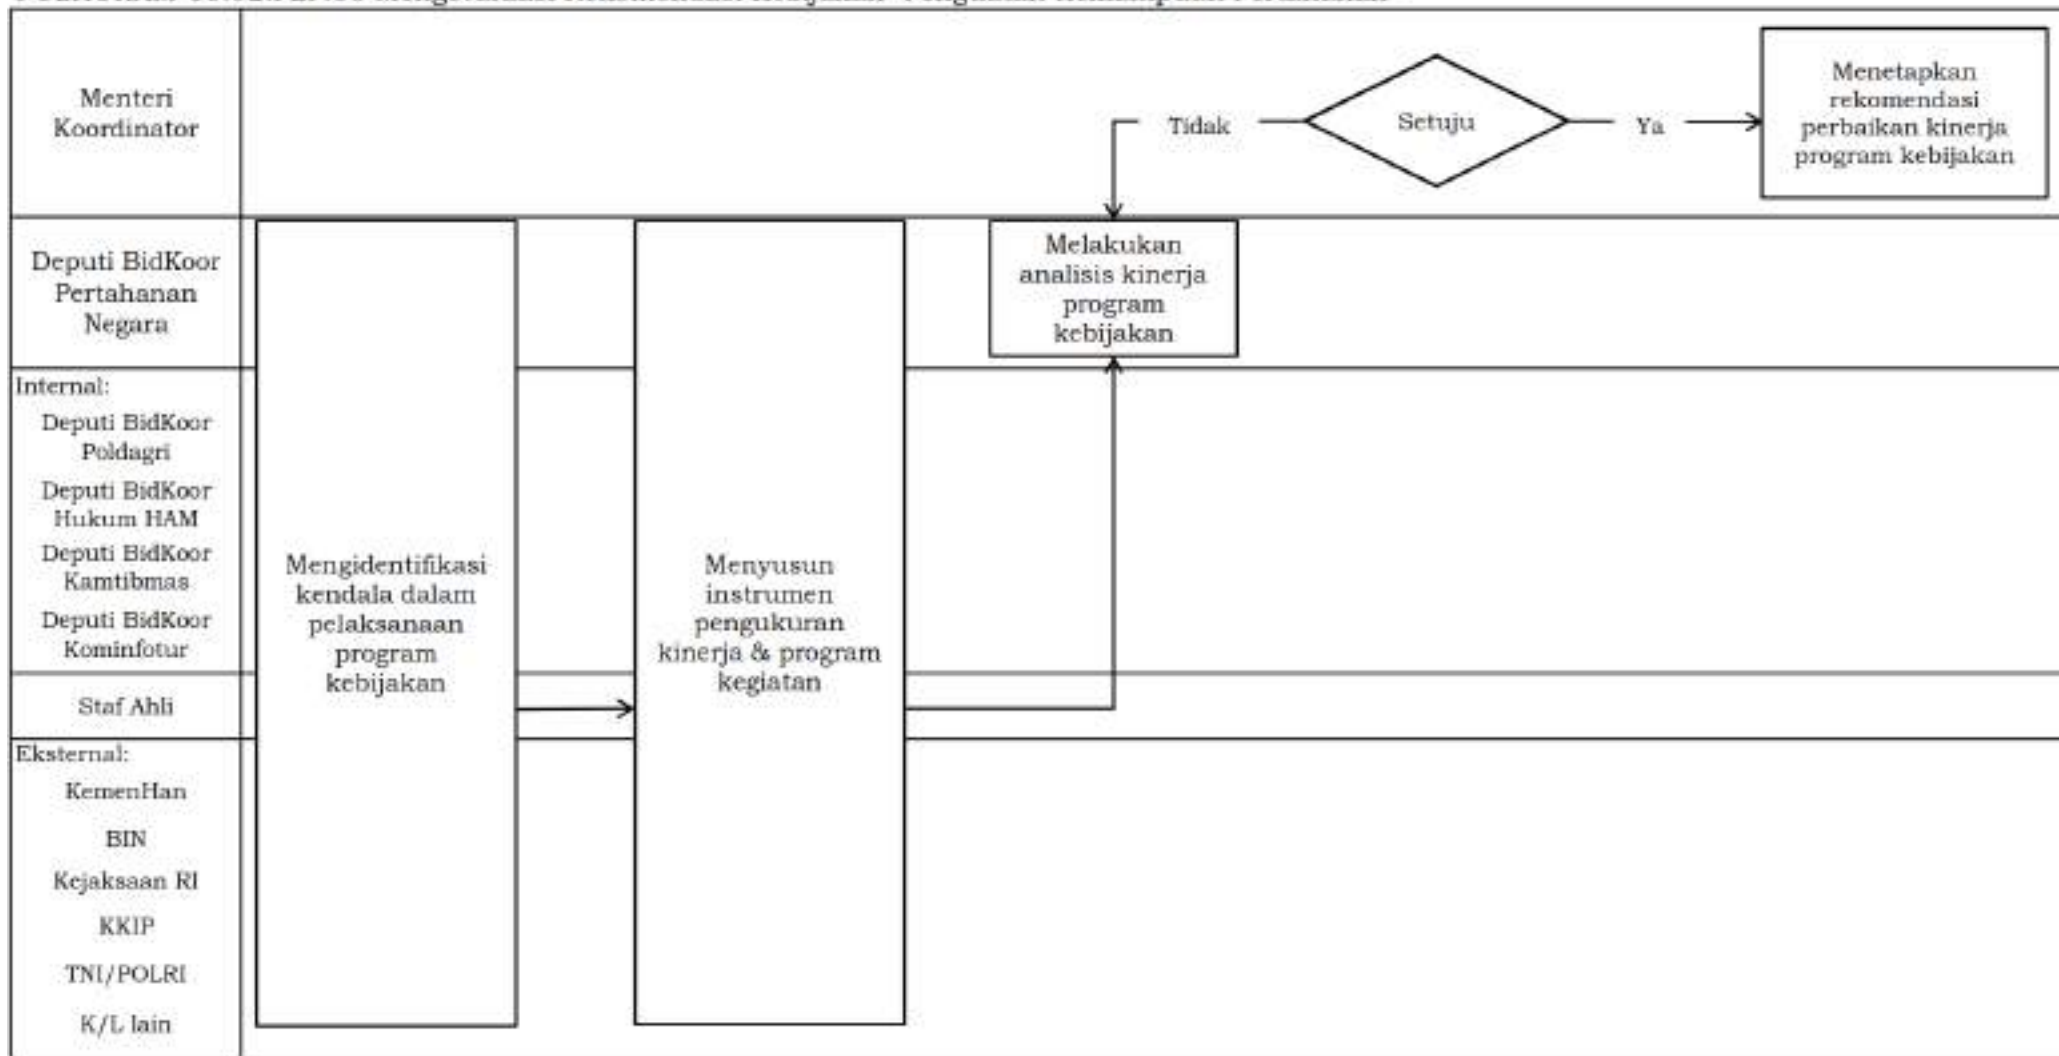 Menteri
Koordinator
Tidak
Setuju
Ya
Menetapkan
rekomendasi
perbaikan kinerja
program kebijakan
Deputi BidKoor
Pertahanan
Negara
Melakukan
analisis kinerja
program
kebijakan
Internal:
Deputi BidKoor
Poldagri
Deputi BidKoor
Hukum HAM
Deputi BidKoor
Kamtibmas
Deputi BidKoor
Kominfotur
Mengidentifikasi
kendala dalam
pelaksanaan
program
kebijakan
Menyusun
instrumen
pengukuran
kinerja & program
kegiatan
Staf Ahli
Eksternal:
KemenHan
BIN
Kejaksaan RI
KKIP
TNI/POLRI
K/L lain